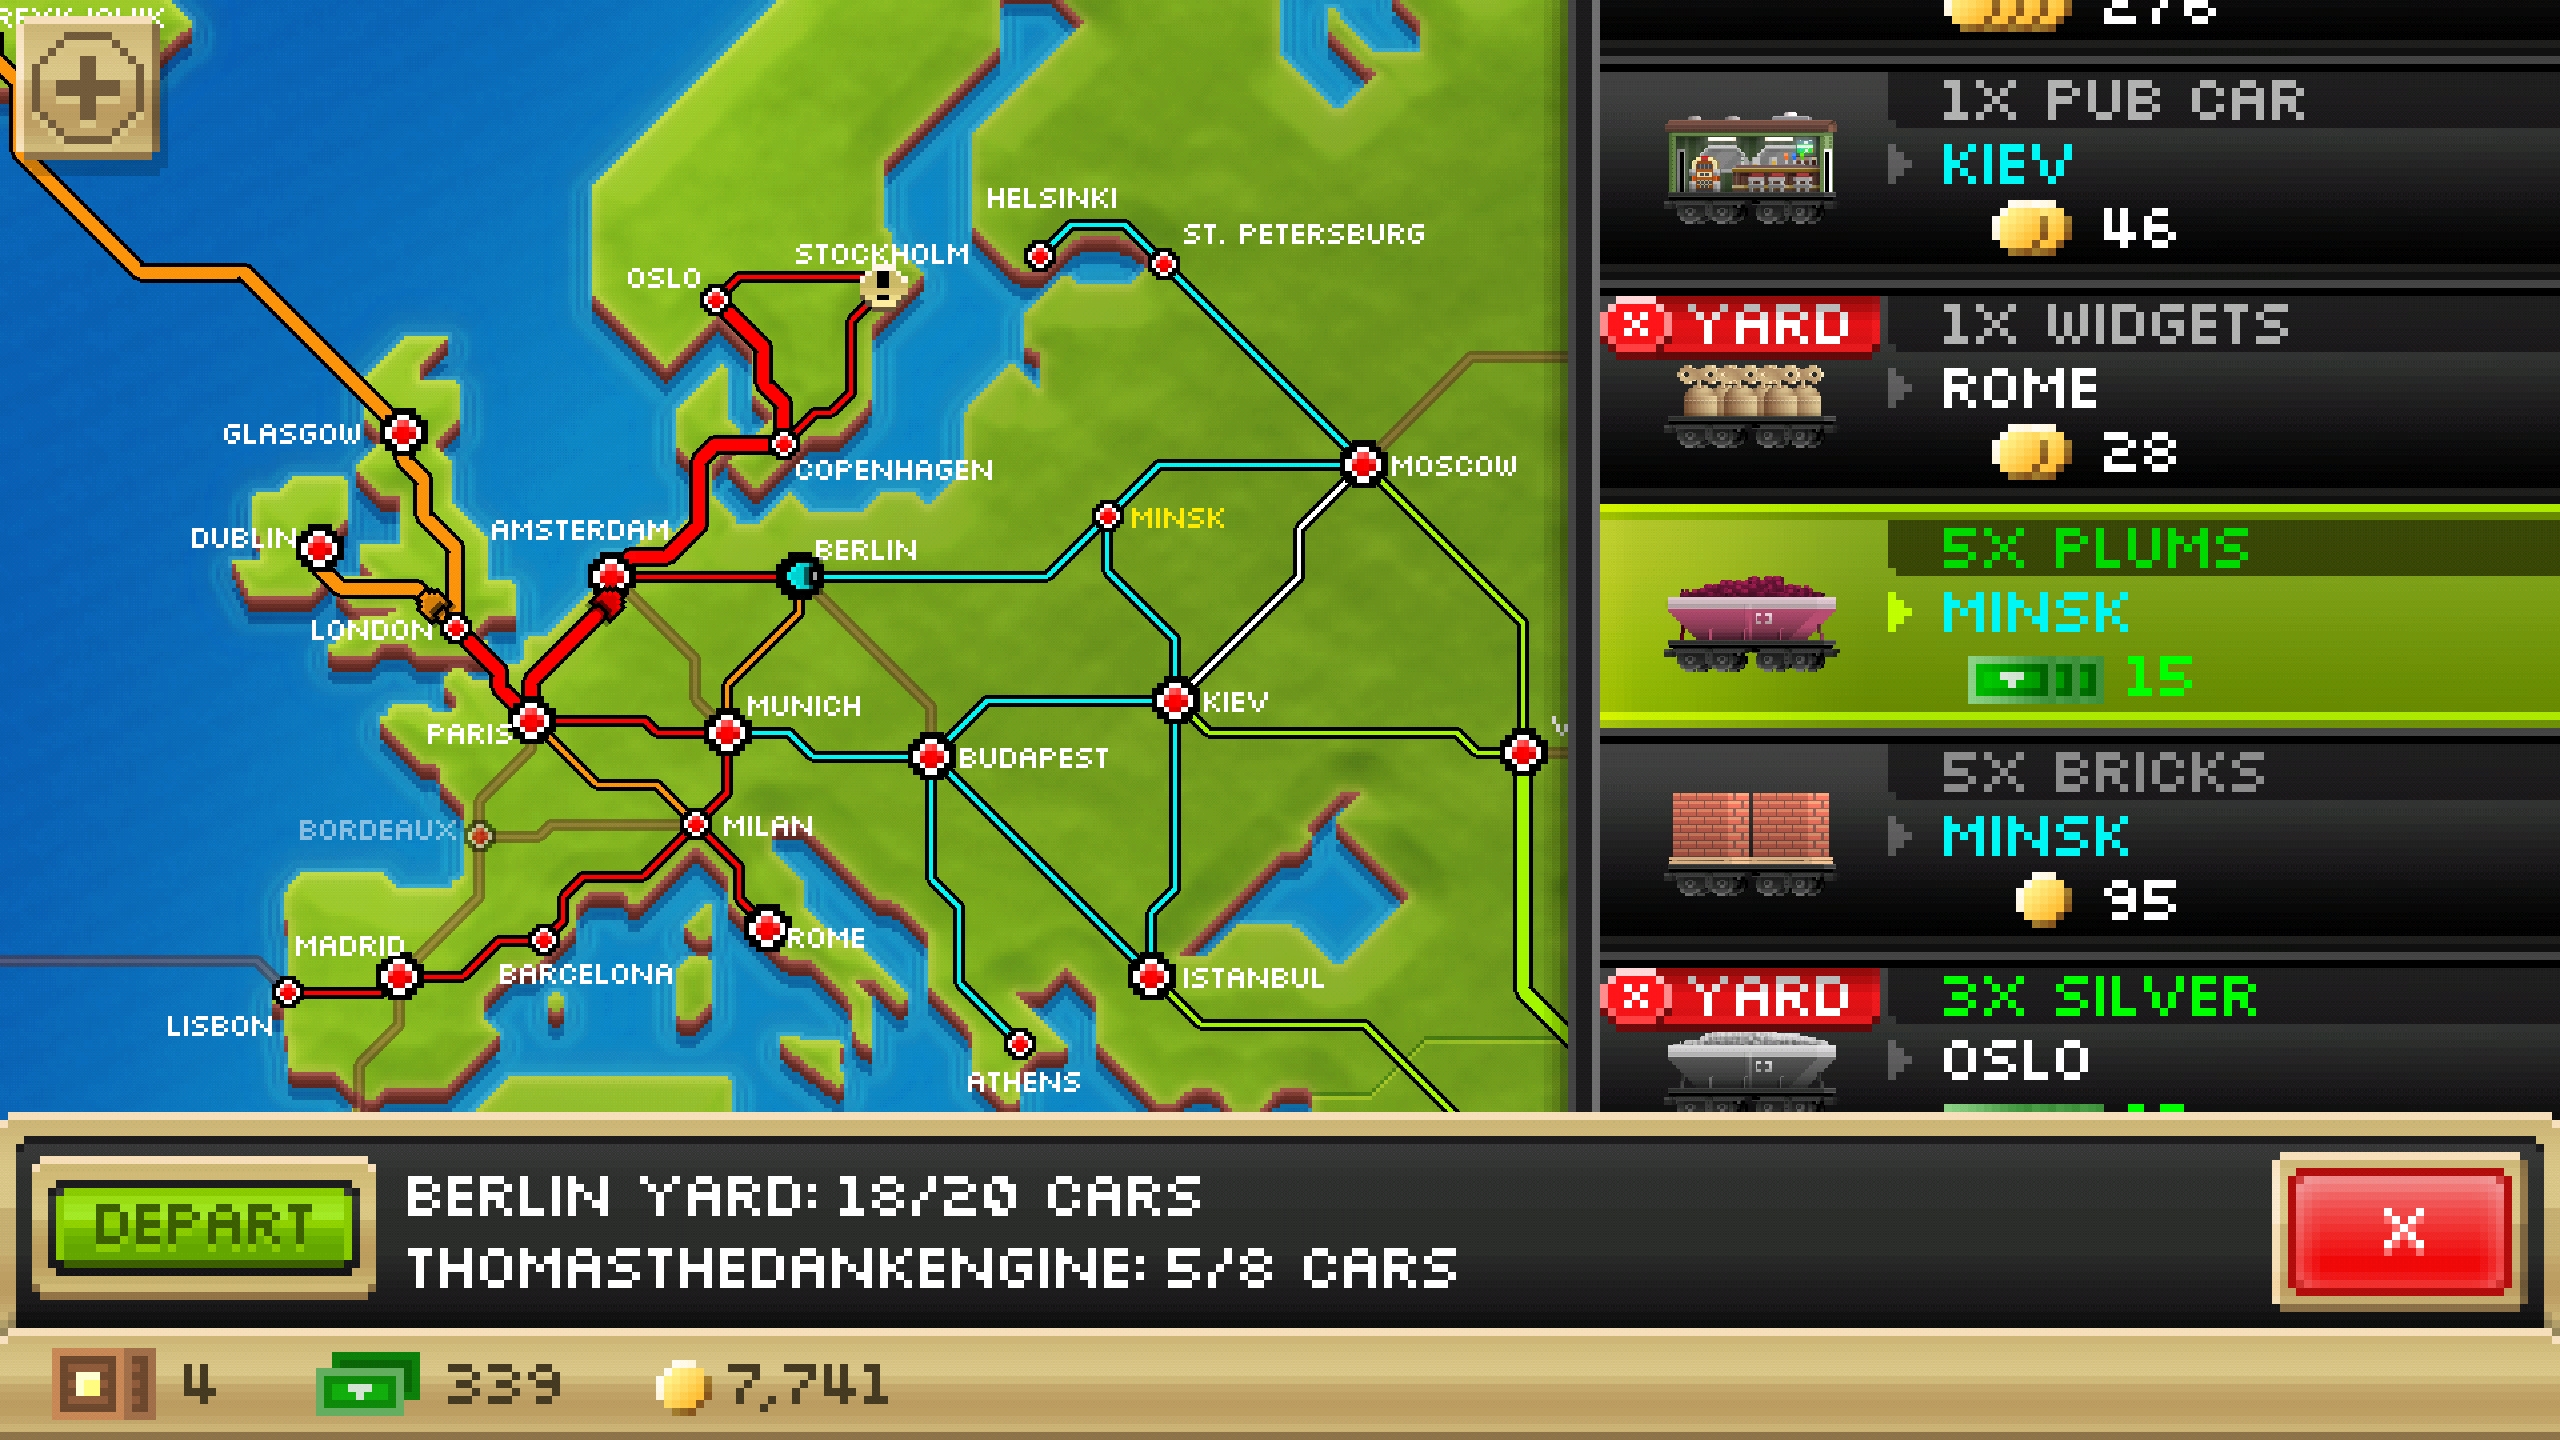 HELSINKI
ST. PETERSBURG
STOCKHOLM
OSLO
GLASGOW
COPENHAGEN
MOSCOW
MINSK
AMSTERDAM
DUBLIN
BERLIN
LONDON
KIEV
MUNICH
PARIS
BUDAPEST
MILAN
BORDEAUX
ROME
MADRID
BARCELONA
ISTANBUL
LISBON
ATHENS
276
1X PUB CAR
KIEV
46
X YARD
1X WIDGETS
ROME
28
5X PLUMS
MINSK
15
5X BRICKS
MINSK
95
X YARD
3X SILVER
OSLO
DEPART
BERLIN YARD: 18/20 CARS
THOMASTHEDANKENGINE: 5/8 CARS
X
4
339
7,741